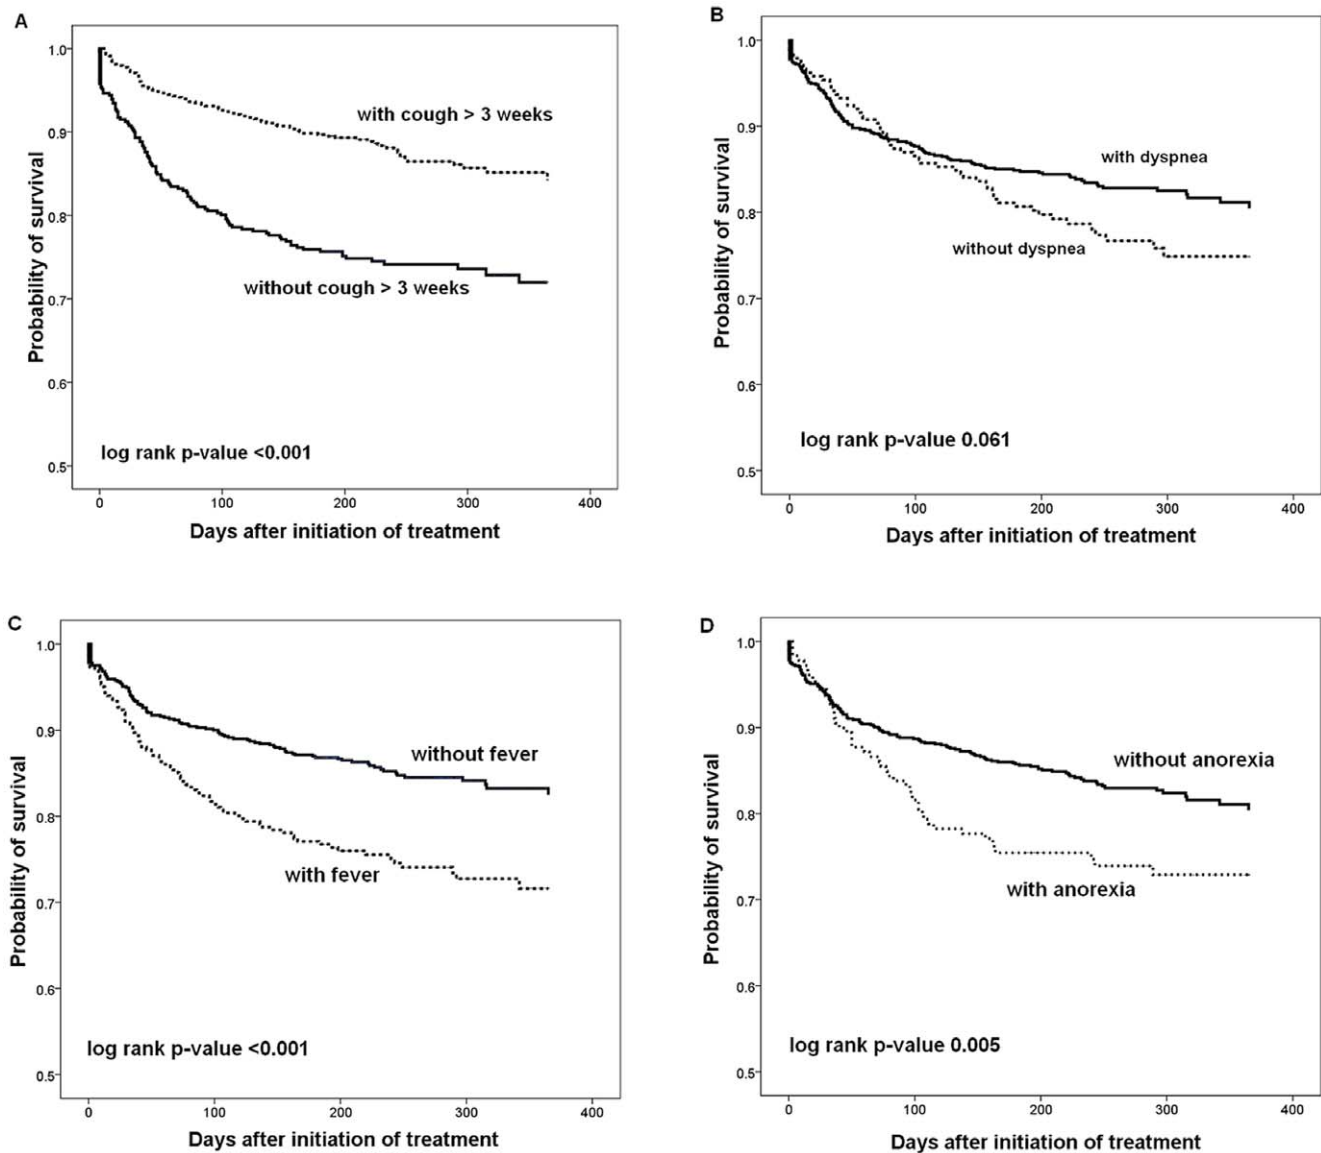 A
Probability of survival
1.0
0.9
0.8
0.7
0.6
0.5
with cough > 3 weeks
without cough > 3 weeks
log rank p-value <0.001
0 100 200 300 400
Days after initiation of treatment
B
Probability of survival
1.0
0.9
0.8
0.7
0.6
0.5
with dyspnea
without dyspnea
log rank p-value 0.061
0 100 200 300 400
Days after initiation of treatment
C
Probability of survival
1.0
0.9
0.8
0.7
0.6
0.5
without fever
with fever
log rank p-value <0.001
0 100 200 300 400
Days after initiation of treatment
D
Probability of survival
1.0
0.9
0.8
0.7
0.6
0.5
without anorexia
with anorexia
log rank p-value 0.005
0 100 200 300 400
Days after initiation of treatment